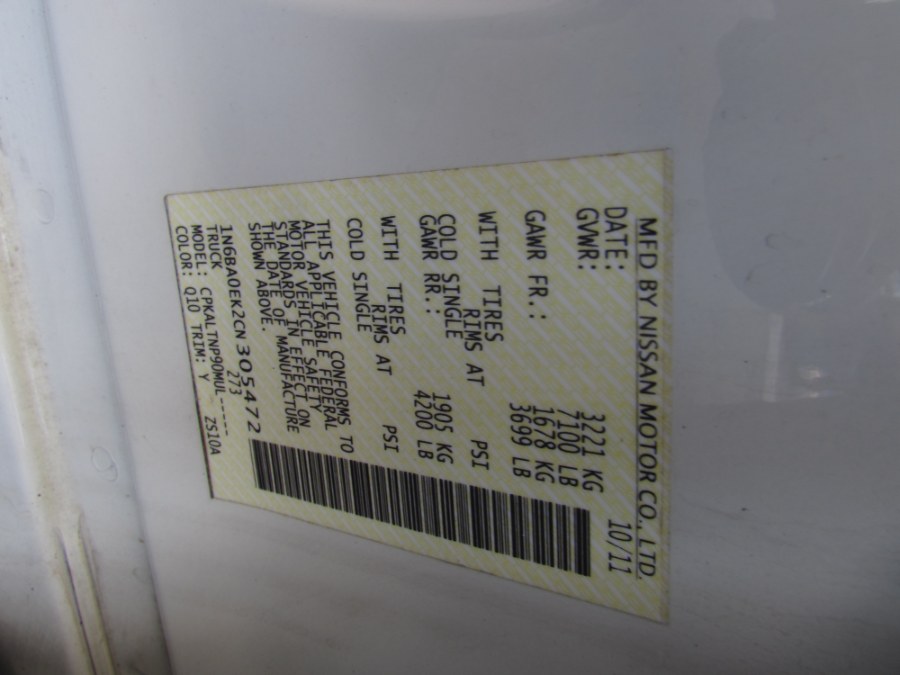 MFD BY NISSAN MOTOR CO., LTD.
DATE: 10/11
GVWR: 3221 KG
7100 LB
GAWR FR.: 1678 KG
3699 LB
WITH TIRES
RIMS AT PSI
COLD SINGLE
GAWR RR.: 1905 KG
4200 LB
WITH TIRES
RIMS AT PSI
COLD SINGLE
THIS VEHICLE CONFORMS TO
ALL APPLICABLE FEDERAL
MOTOR VEHICLE SAFETY
STANDARDS IN EFFECT ON
THE DATE OF MANUFACTURE
SHOWN ABOVE.
1N6BA0EK2CN305472
TRUCK 273
MODEL: CPKALTNP90MUL-----
COLOR: Q10 TRIM: Y ZS10A